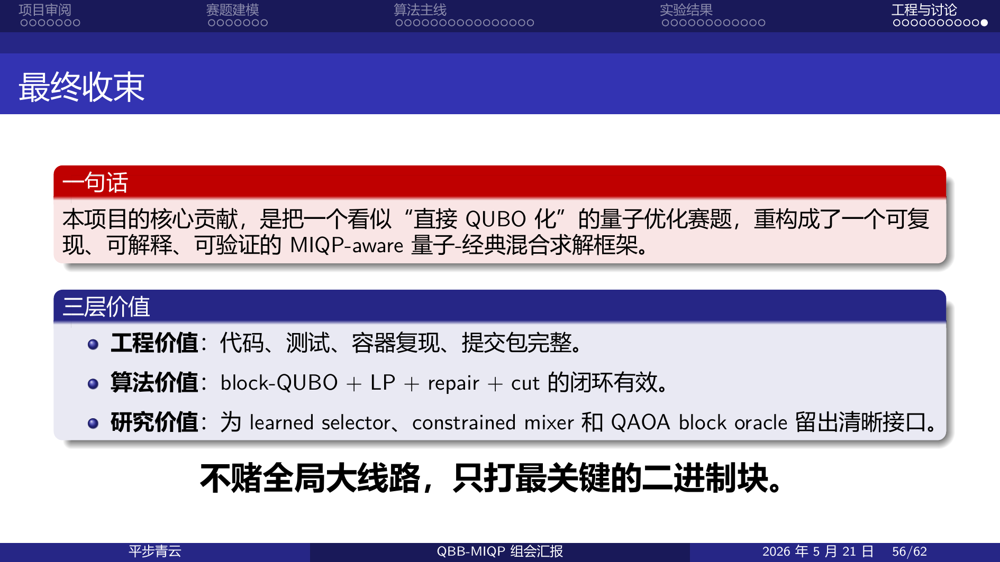 项目审阅 赛题建模 算法主线 实验结果 工程与讨论
最终收束
一句话
本项目的核心贡献，是把一个看似“直接 QUBO 化”的量子优化赛题，重构成了一个可复
现、可解释、可验证的 MIQP-aware 量子-经典混合求解框架。
三层价值
工程价值：代码、测试、容器复现、提交包完整。
算法价值：block-QUBO + LP + repair + cut 的闭环有效。
研究价值：为 learned selector、constrained mixer 和 QAOA block oracle 留出清晰接口。
不赌全局大线路，只打最关键的二进制块。
平步青云 QBB-MIQP 组会汇报 2026 年 5 月 21 日 56/62